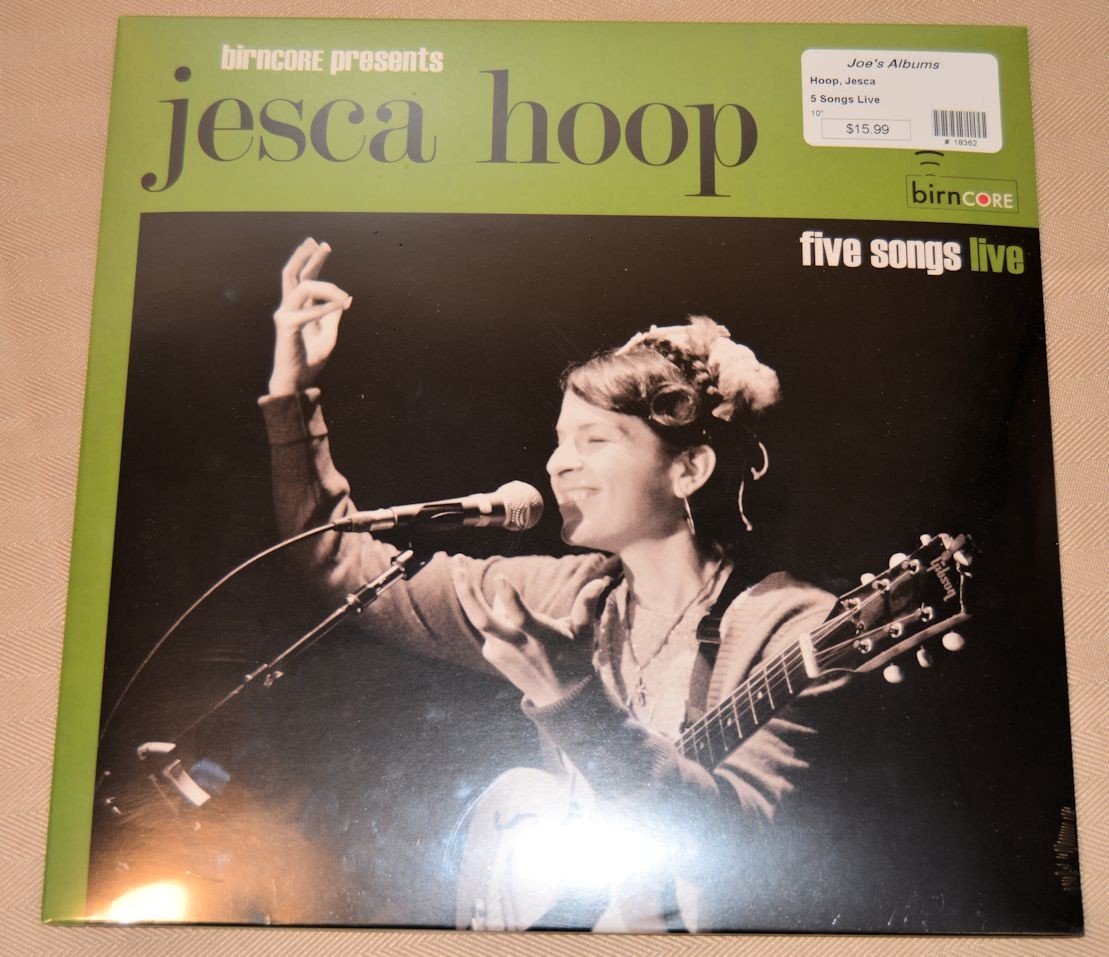 birncore presents
jesca hoop
Joe's Albums
Hoop, Jesca
5 Songs Live
10"
$15.99
# 18362
birncore
five songs live
Gibson